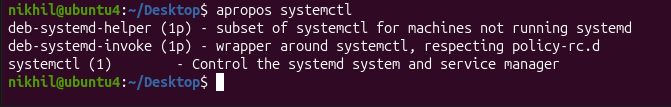 nikhil@ubuntu4:~/Desktop$ apropos systemctl
deb-systemd-helper (1p) - subset of systemctl for machines not running systemd
deb-systemd-invoke (1p) - wrapper around systemctl, respecting policy-rc.d
systemctl (1)        - Control the systemd system and service manager
nikhil@ubuntu4:~/Desktop$